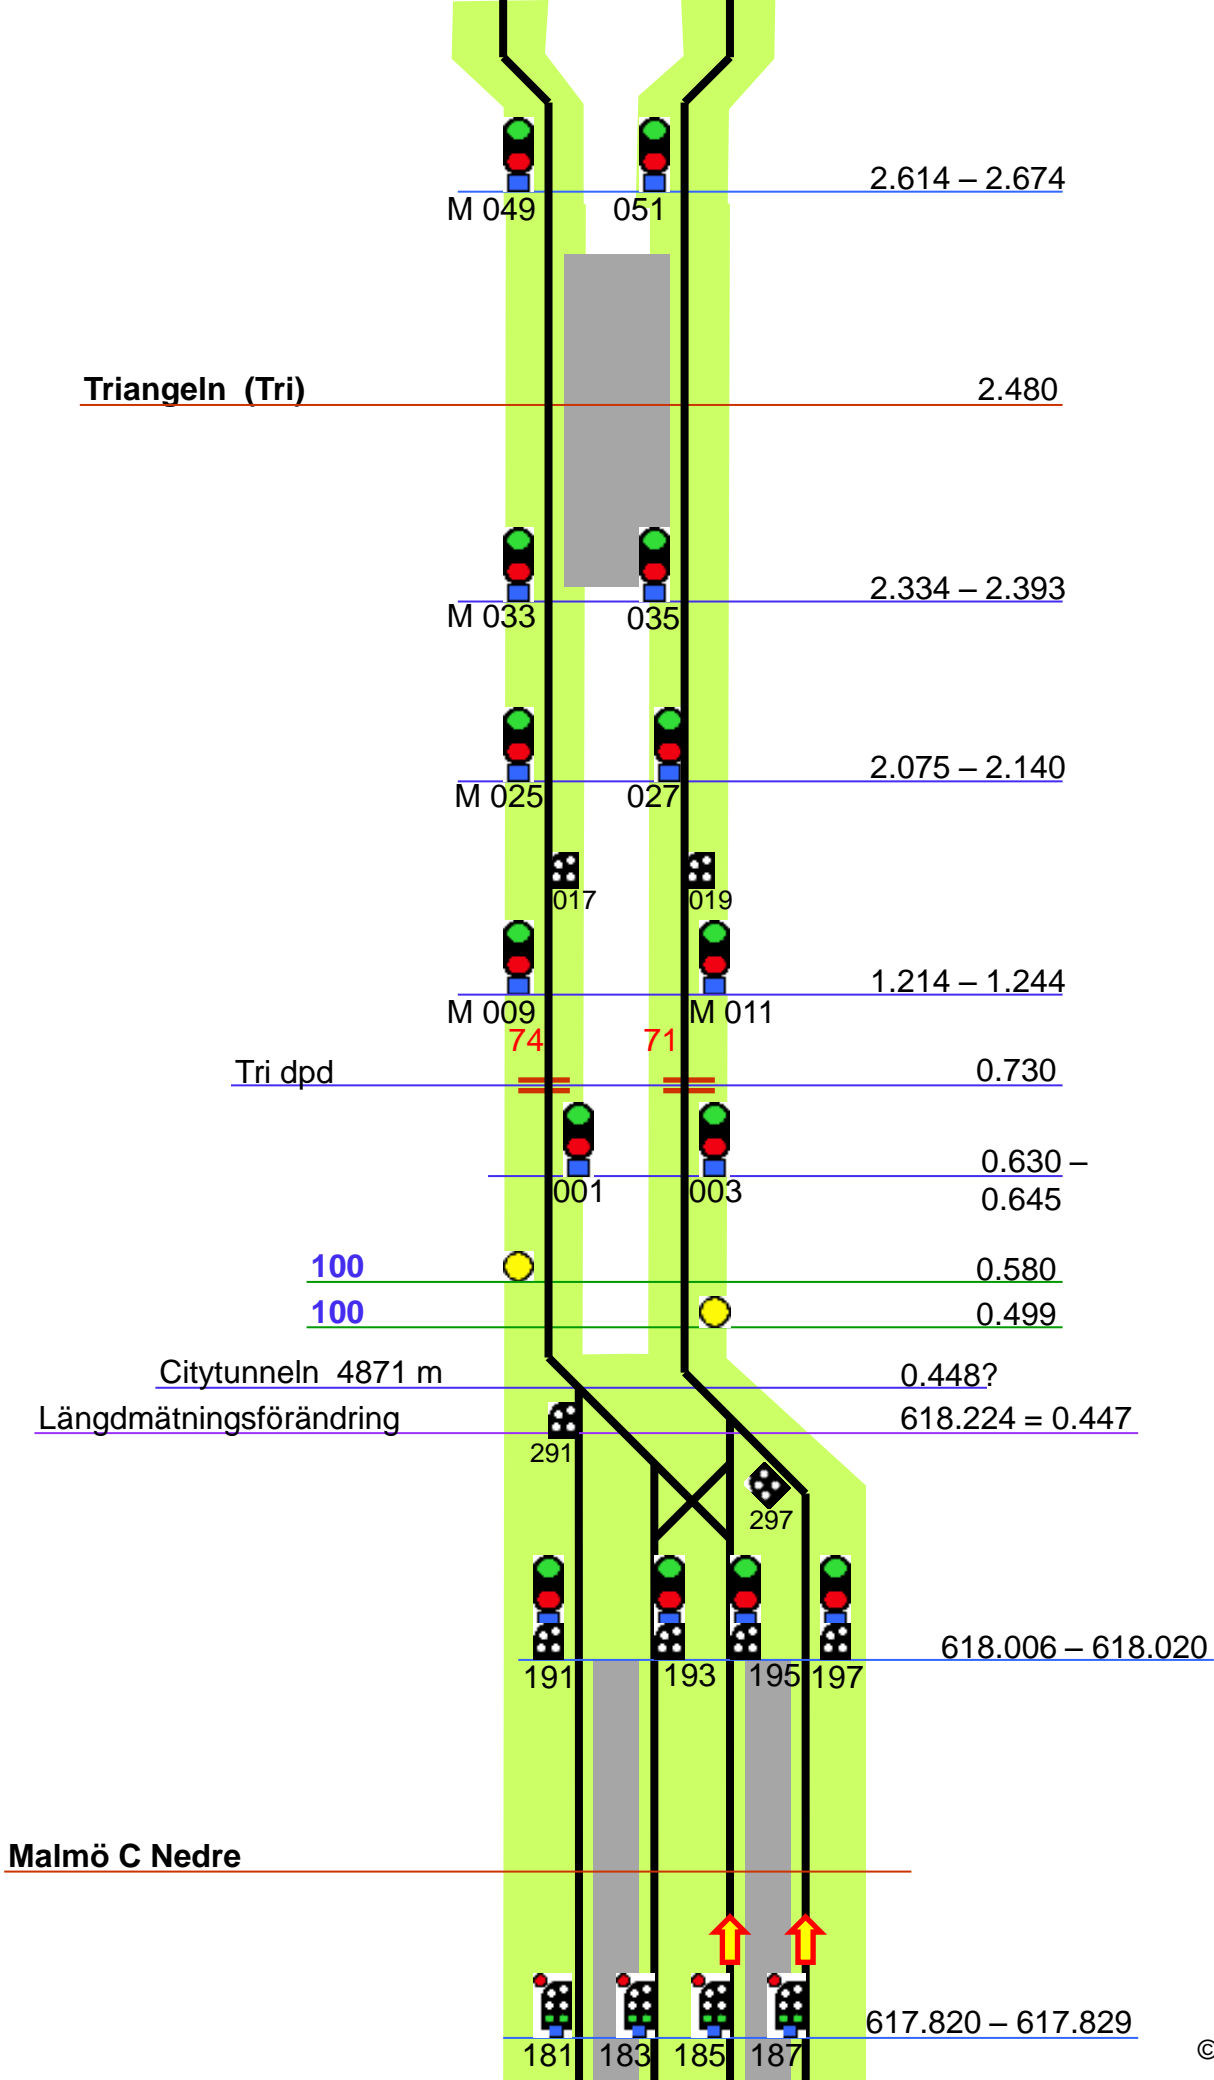 2.614 – 2.674
M 049 051
Triangeln (Tri) 2.480
2.334 – 2.393
M 033 035
2.075 – 2.140
M 025 027
017 019
1.214 – 1.244
M 009 M 011
74 71
Tri dpd 0.730
0.630 –
001 003 0.645
100 0.580
100 0.499
Citytunneln 4871 m 0.448?
Längdmätningsförändring 618.224 = 0.447
291
297
618.006 – 618.020
191 193 195 197
Malmö C Nedre
617.820 – 617.829
181 183 185 187
©